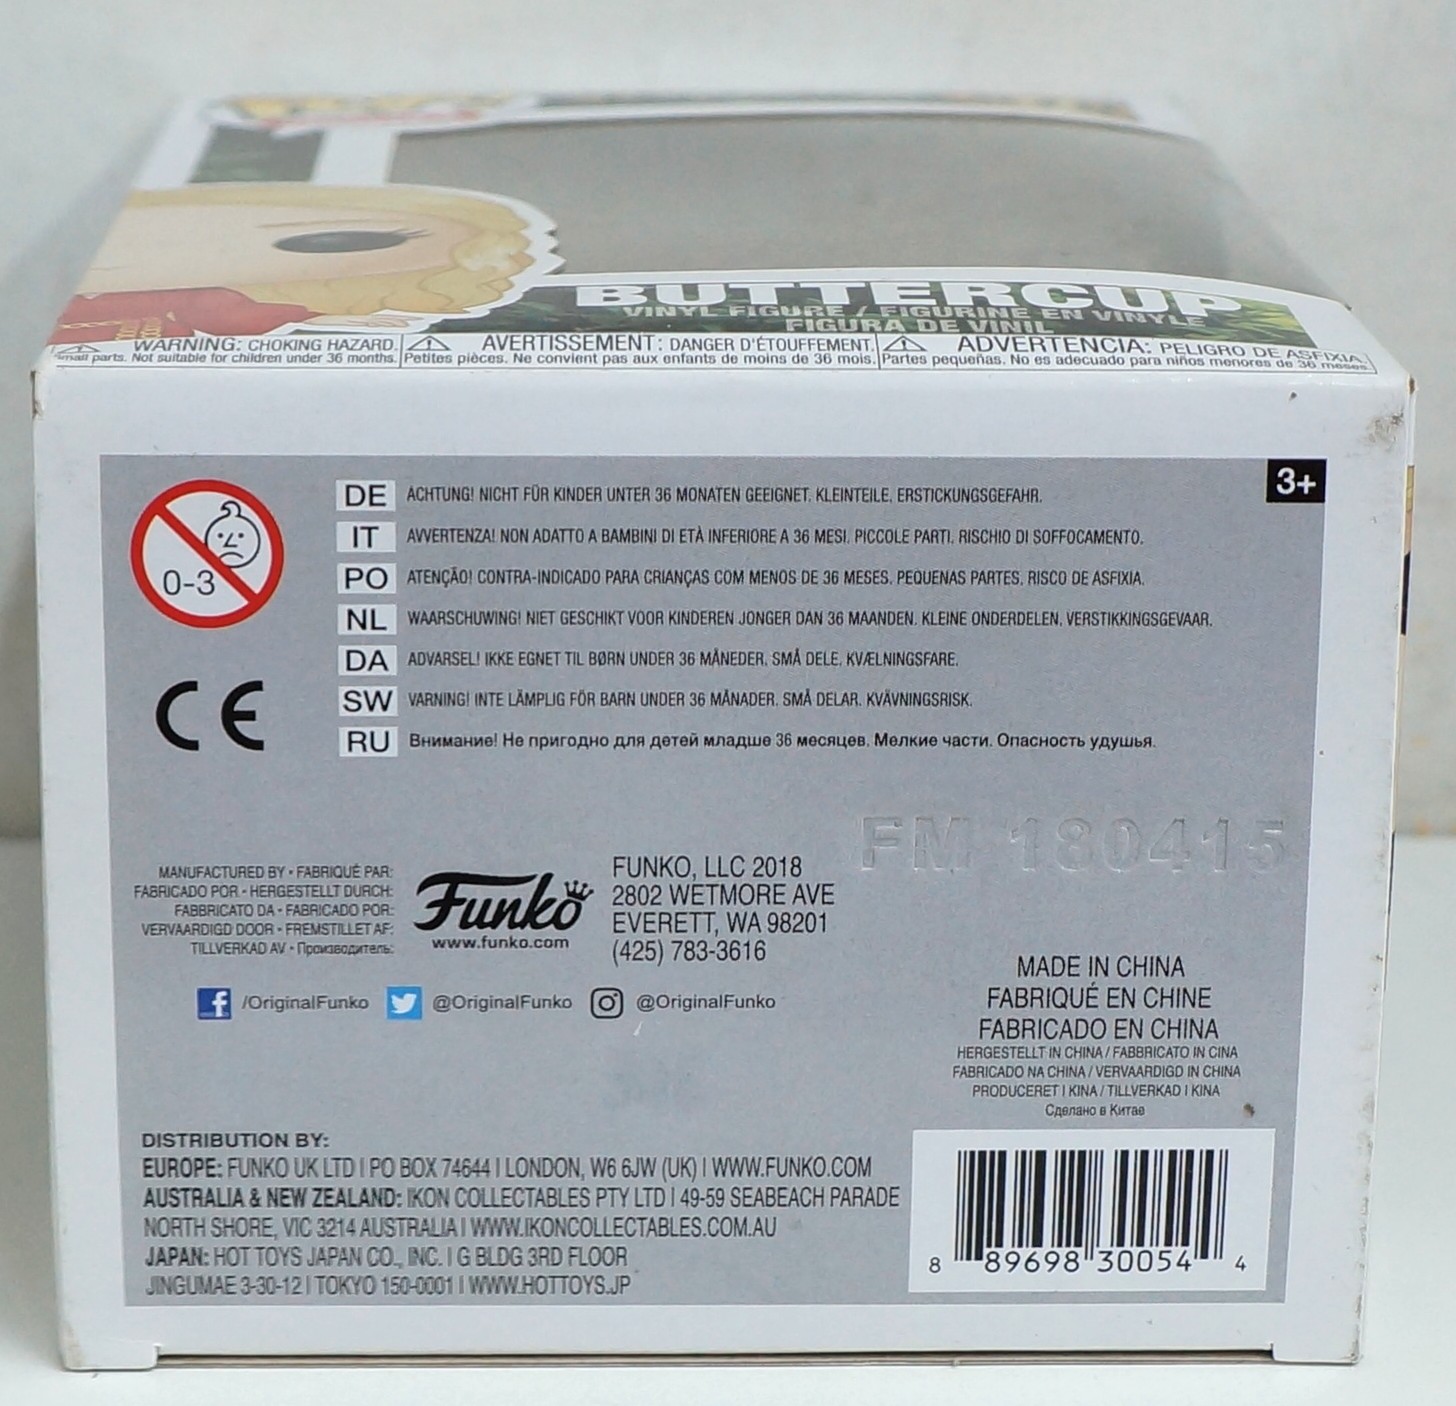 BUTTERCUP
VINYL FIGURE / FIGURINE EN VINYLE
FIGURA DE VINIL
WARNING: CHOKING HAZARD.
Small parts. Not suitable for children under 36 months.
AVERTISSEMENT: DANGER D'ÉTOUFFEMENT.
Petites pièces. Ne convient pas aux enfants de moins de 36 mois.
ADVERTENCIA: PELIGRO DE ASFIXIA.
Partes pequeñas. No es adecuado para niños menores de 36 meses.
3+
0-3
DE ACHTUNG! NICHT FÜR KINDER UNTER 36 MONATEN GEEIGNET. KLEINTEILE, ERSTICKUNGSGEFAHR.
IT AVVERTENZA! NON ADATTO A BAMBINI DI ETÀ INFERIORE A 36 MESI. PICCOLE PARTI. RISCHIO DI SOFFOCAMENTO.
PO ATENÇÃO! CONTRA-INDICADO PARA CRIANÇAS COM MENOS DE 36 MESES. PEQUENAS PARTES, RISCO DE ASFIXIA.
NL WAARSCHUWING! NIET GESCHIKT VOOR KINDEREN JONGER DAN 36 MAANDEN. KLEINE ONDERDELEN, VERSTIKKINGSGEVAAR.
DA ADVARSEL! IKKE EGNET TIL BØRN UNDER 36 MÅNEDER, SMÅ DELE, KVÆLNINGSFARE.
SW VARNING! INTE LÄMPLIG FÖR BARN UNDER 36 MÅNADER. SMÅ DELAR. KVÄVNINGSRISK.
RU Внимание! Не пригодно для детей младше 36 месяцев. Мелкие части. Опасность удушья.
CE
FM 180415
MANUFACTURED BY • FABRIQUÉ PAR:
FABRICADO POR • HERGESTELLT DURCH:
FABBRICATO DA • FABRICADO POR:
VERVAARDIGD DOOR • FREMSTILLET AF:
TILLVERKAD AV • Производитель:
Funko
www.funko.com
FUNKO, LLC 2018
2802 WETMORE AVE
EVERETT, WA 98201
(425) 783-3616
/OriginalFunko @OriginalFunko @OriginalFunko
MADE IN CHINA
FABRIQUÉ EN CHINE
FABRICADO EN CHINA
HERGESTELLT IN CHINA / FABBRICATO IN CINA
FABRICADO NA CHINA / VERVAARDIGD IN CHINA
PRODUCERET I KINA / TILLVERKAD I KINA
Сделано в Китае
DISTRIBUTION BY:
EUROPE: FUNKO UK LTD | PO BOX 74644 | LONDON, W6 6JW (UK) | WWW.FUNKO.COM
AUSTRALIA & NEW ZEALAND: IKON COLLECTABLES PTY LTD | 49-59 SEABEACH PARADE
NORTH SHORE, VIC 3214 AUSTRALIA | WWW.IKONCOLLECTABLES.COM.AU
JAPAN: HOT TOYS JAPAN CO., INC. | G BLDG 3RD FLOOR
JINGUMAE 3-30-12 | TOKYO 150-0001 | WWW.HOTTOYS.JP
8 89698 30054 4